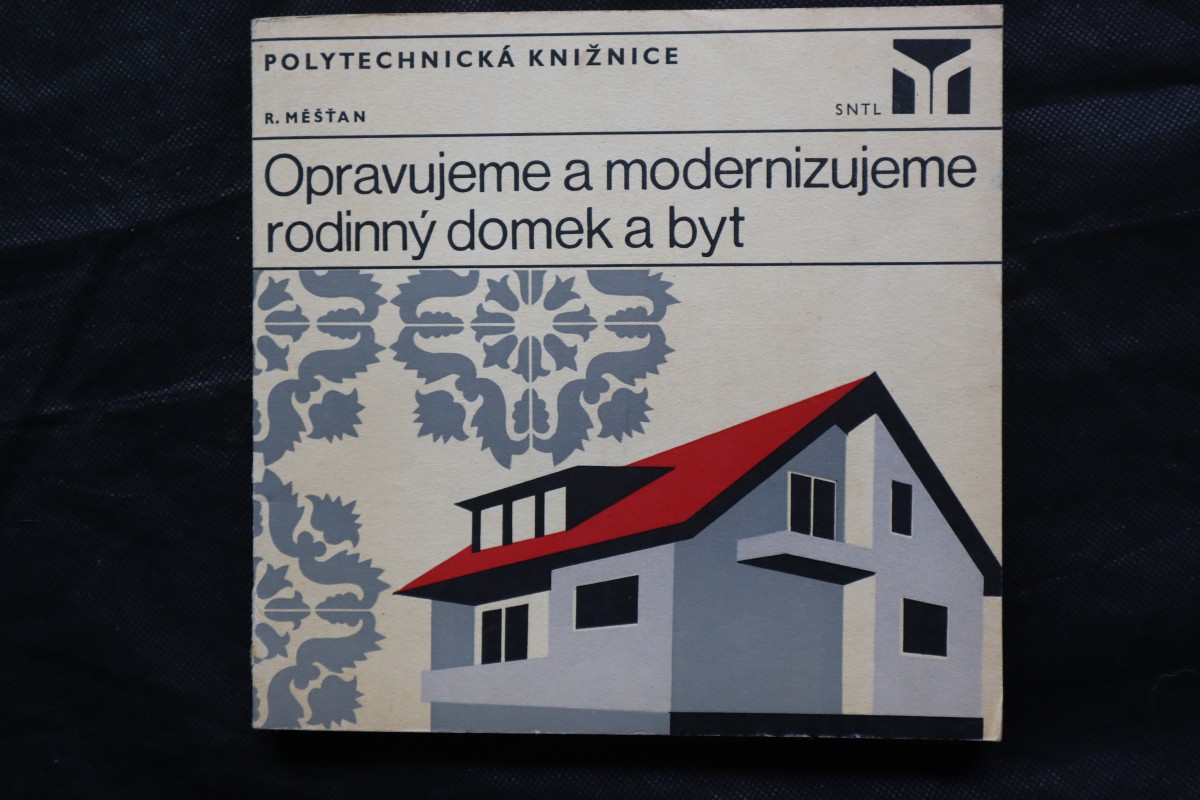 POLYTECHNICKÁ KNIŽNICE
R. MĚŠŤAN
SNTL
Opravujeme a modernizujeme
rodinný domek a byt